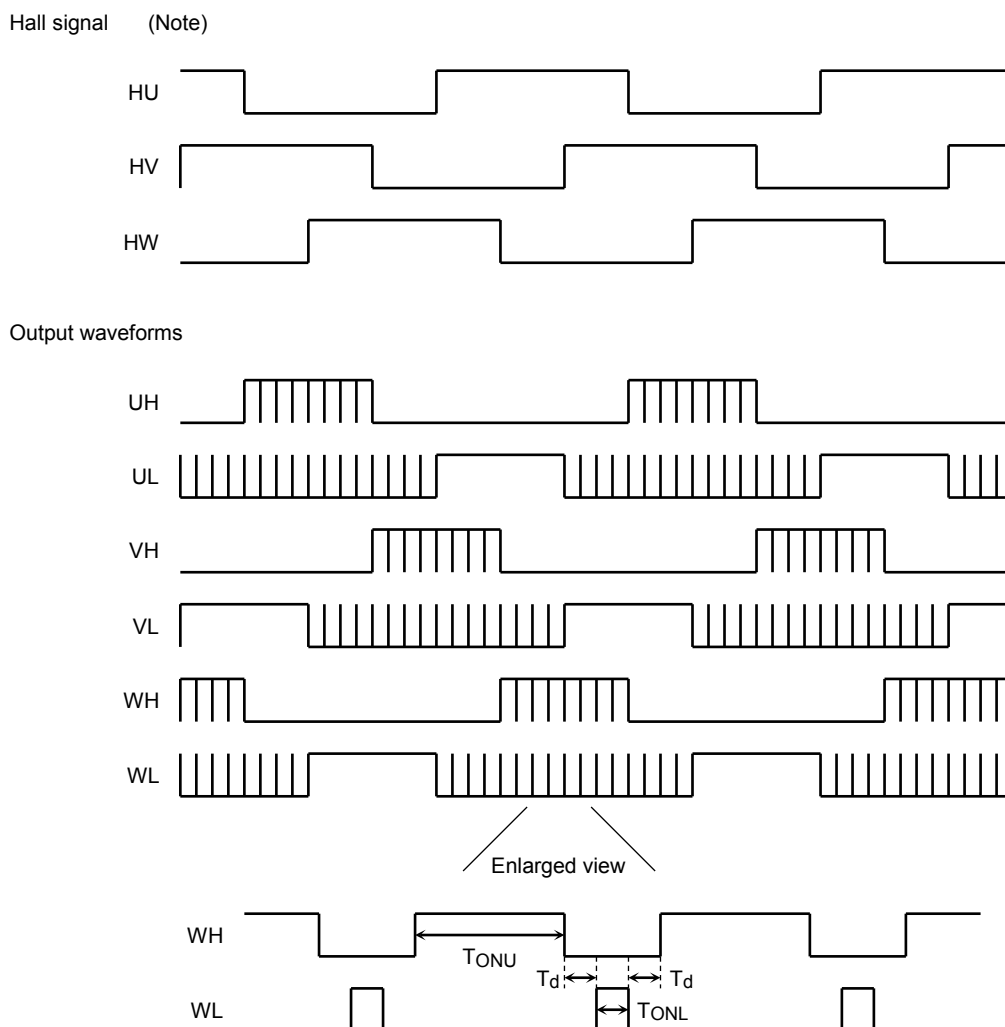 Hall signal (Note)
HU
HV
HW
Output waveforms
UH
UL
VH
VL
WH
WL
Enlarged view
WH
TONU
Td Td
WL
TONL